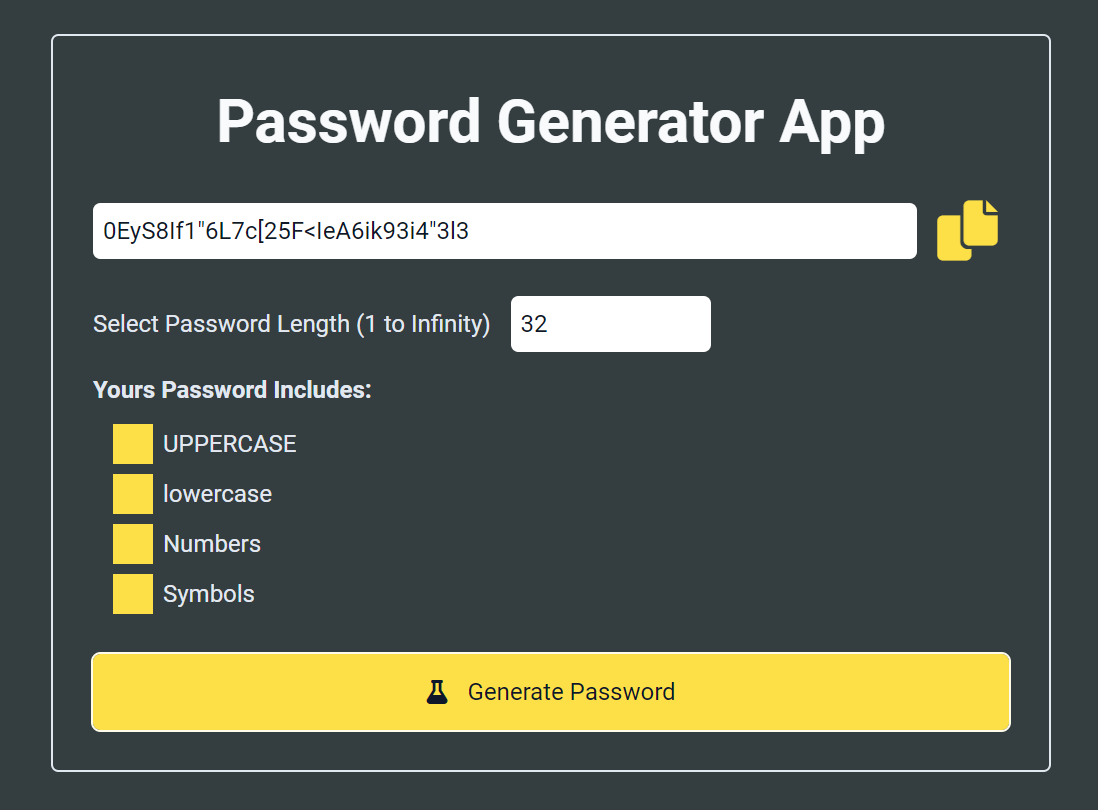 Password Generator App
0EyS8If1"6L7c[25F<IeA6ik93i4"3l3
Select Password Length (1 to Infinity)
32
Yours Password Includes:
UPPERCASE
lowercase
Numbers
Symbols
Generate Password